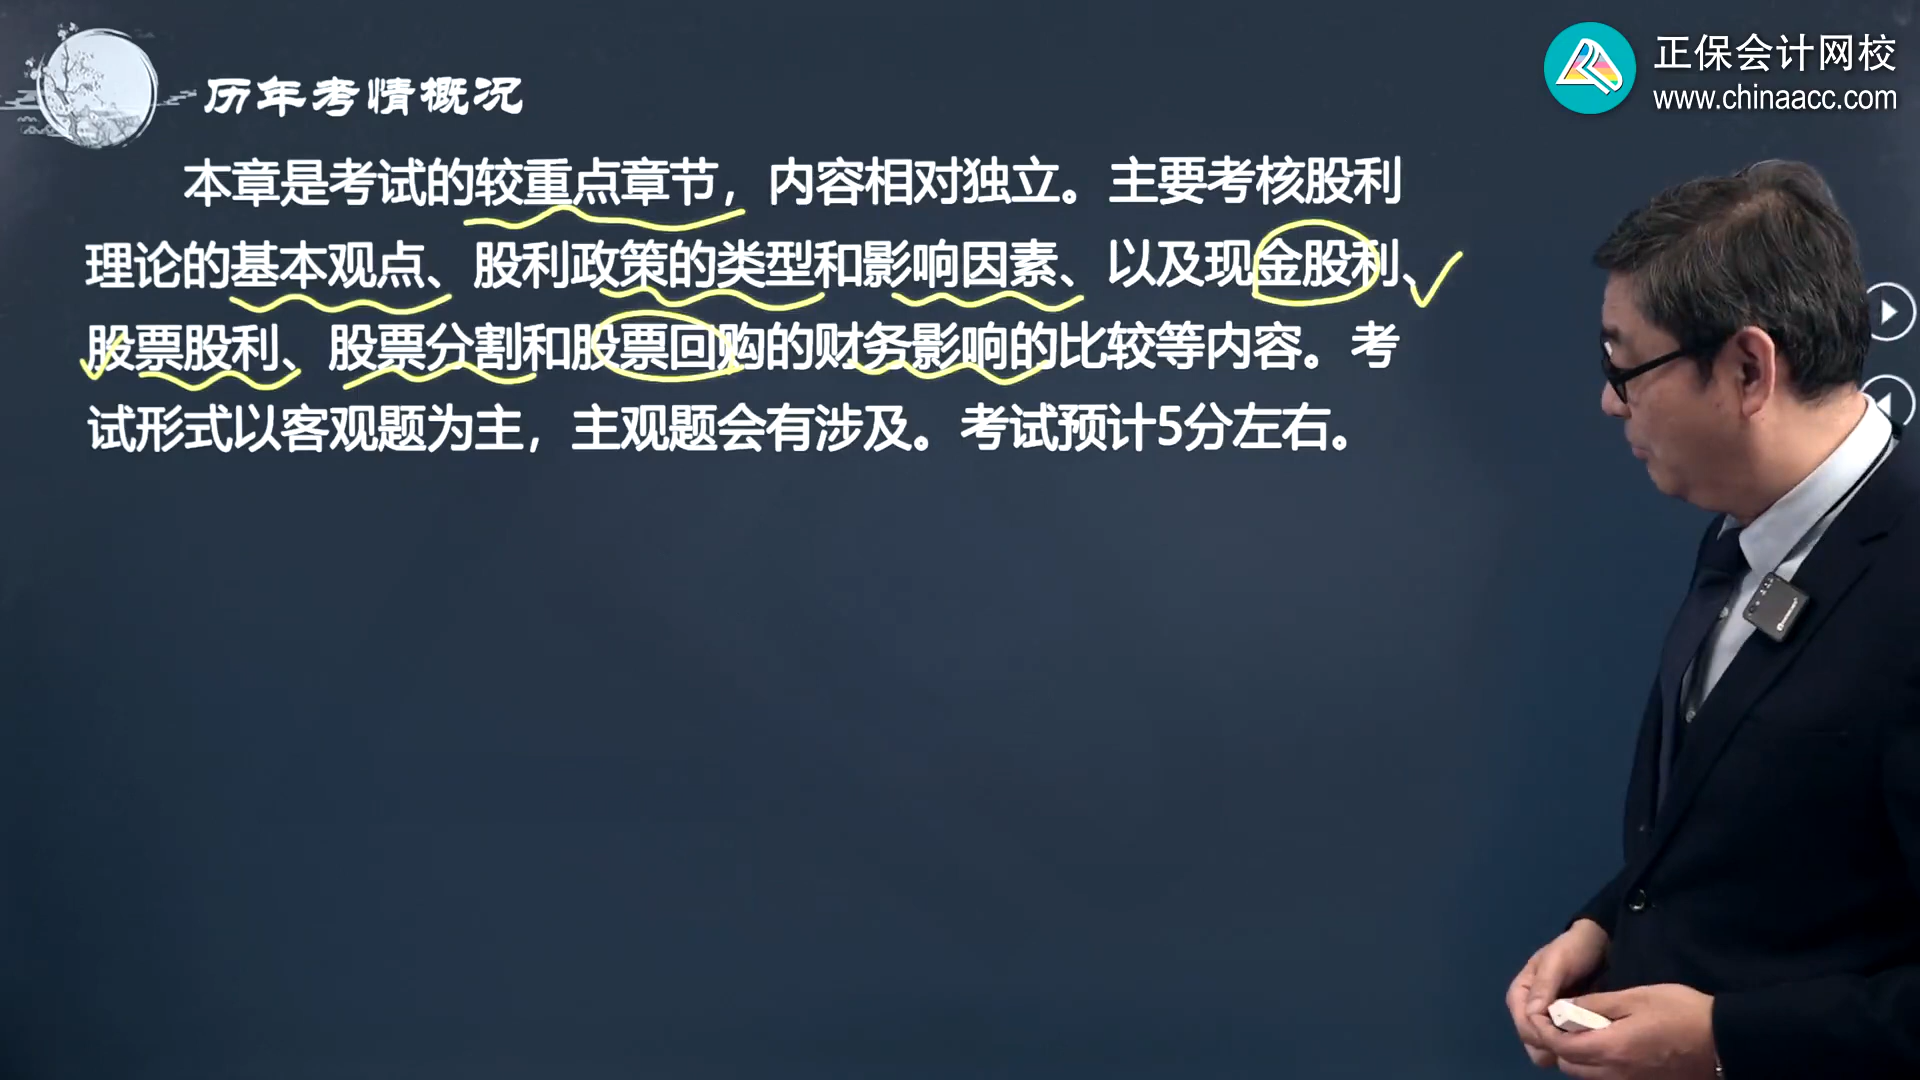 正保会计网校
www.chinaacc.com
历年考情概况
本章是考试的较重点章节，内容相对独立。主要考核股利
理论的基本观点、股利政策的类型和影响因素、以及现金股利、
股票股利、股票分割和股票回购的财务影响的比较等内容。考
试形式以客观题为主，主观题会有涉及。考试预计5分左右。